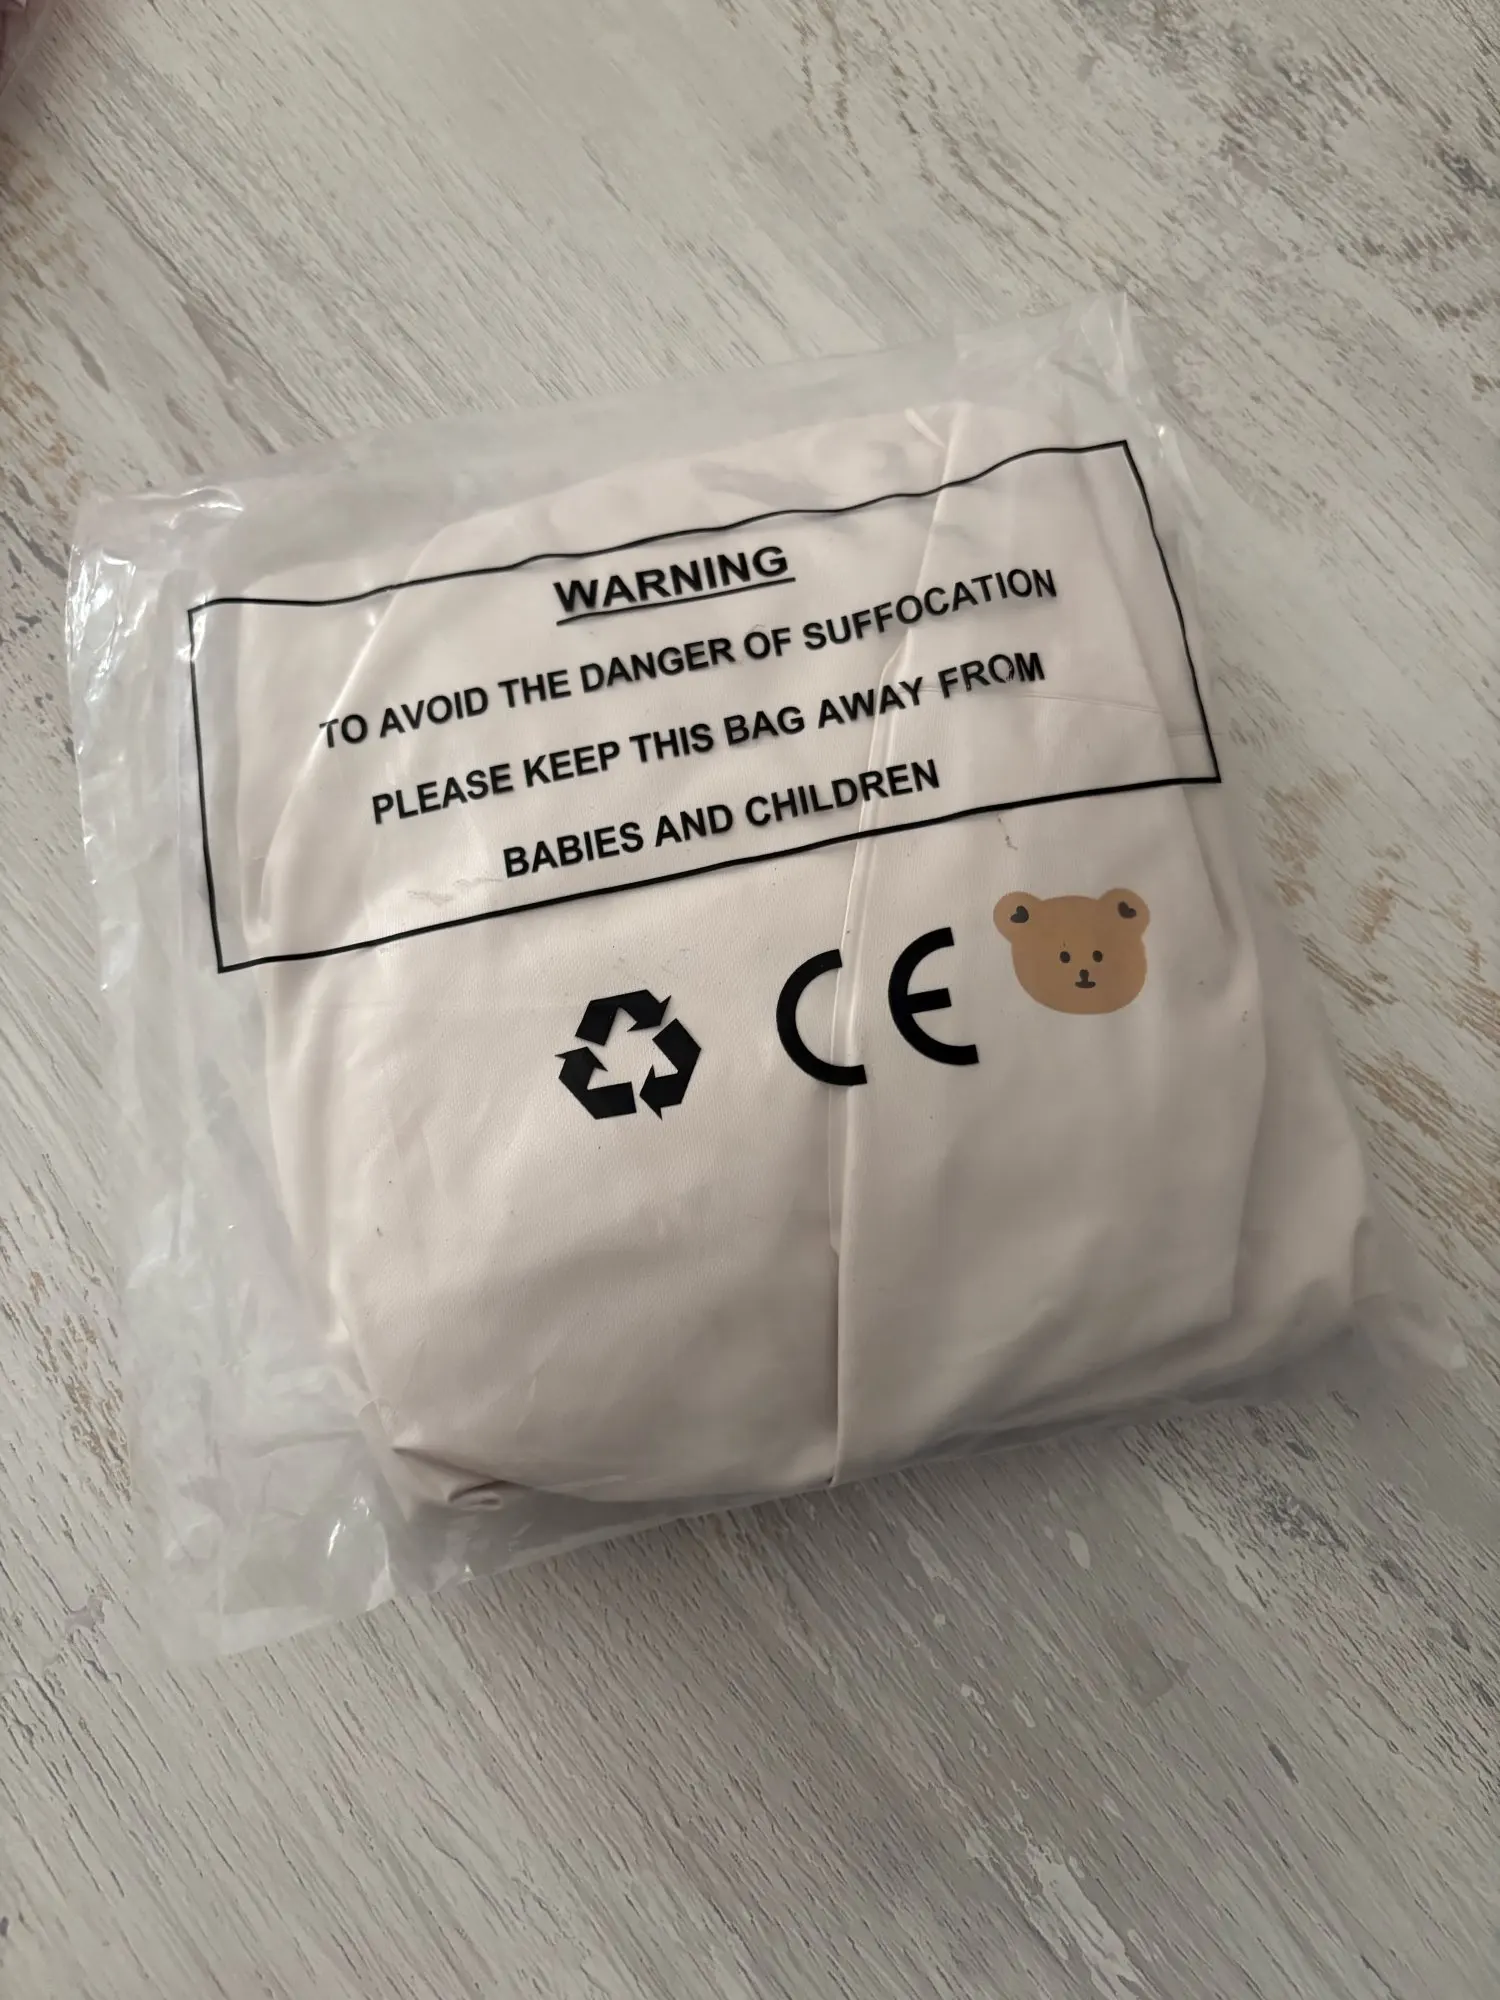 WARNING
TO AVOID THE DANGER OF SUFFOCATION
PLEASE KEEP THIS BAG AWAY FROM
BABIES AND CHILDREN
CE